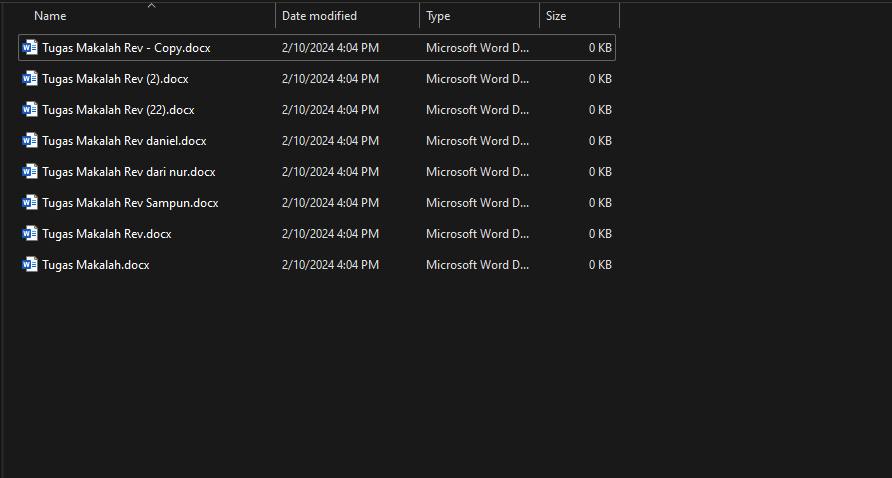 Name Date modified Type Size
Tugas Makalah Rev - Copy.docx 2/10/2024 4:04 PM Microsoft Word D... 0 KB
Tugas Makalah Rev (2).docx 2/10/2024 4:04 PM Microsoft Word D... 0 KB
Tugas Makalah Rev (22).docx 2/10/2024 4:04 PM Microsoft Word D... 0 KB
Tugas Makalah Rev daniel.docx 2/10/2024 4:04 PM Microsoft Word D... 0 KB
Tugas Makalah Rev dari nur.docx 2/10/2024 4:04 PM Microsoft Word D... 0 KB
Tugas Makalah Rev Sampun.docx 2/10/2024 4:04 PM Microsoft Word D... 0 KB
Tugas Makalah Rev.docx 2/10/2024 4:04 PM Microsoft Word D... 0 KB
Tugas Makalah.docx 2/10/2024 4:04 PM Microsoft Word D... 0 KB